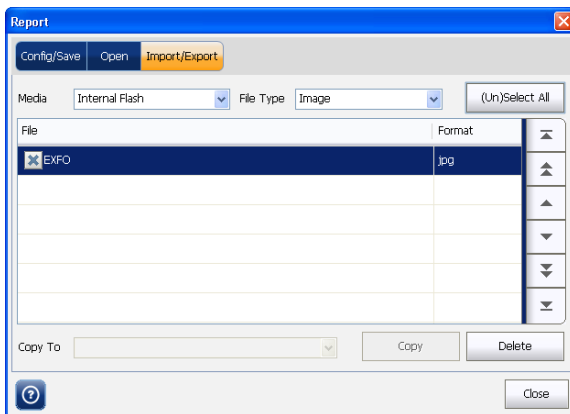 Report
Config/Save Open Import/Export
Media Internal Flash File Type Image (Un)Select All
File Format
EXFO jpg
Copy To Copy Delete
? Close